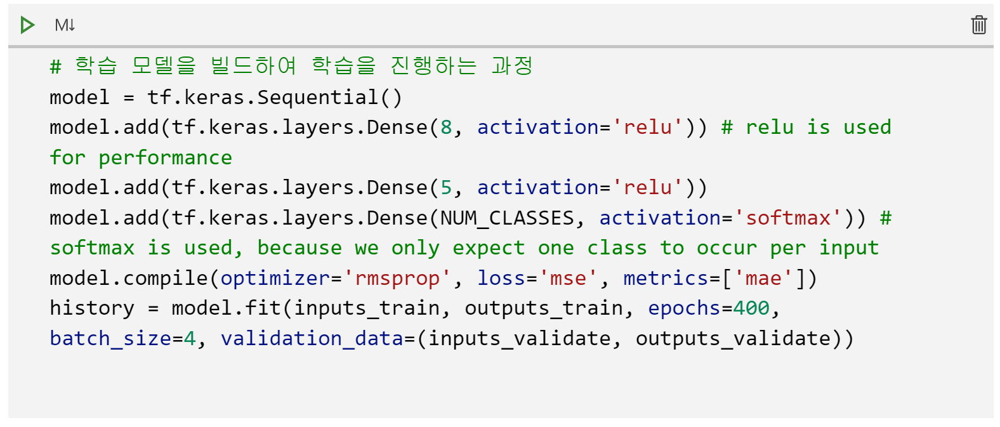 M↓
# 학습 모델을 빌드하여 학습을 진행하는 과정
model = tf.keras.Sequential()
model.add(tf.keras.layers.Dense(8, activation='relu')) # relu is used
for performance
model.add(tf.keras.layers.Dense(5, activation='relu'))
model.add(tf.keras.layers.Dense(NUM_CLASSES, activation='softmax')) #
softmax is used, because we only expect one class to occur per input
model.compile(optimizer='rmsprop', loss='mse', metrics=['mae'])
history = model.fit(inputs_train, outputs_train, epochs=400,
batch_size=4, validation_data=(inputs_validate, outputs_validate))